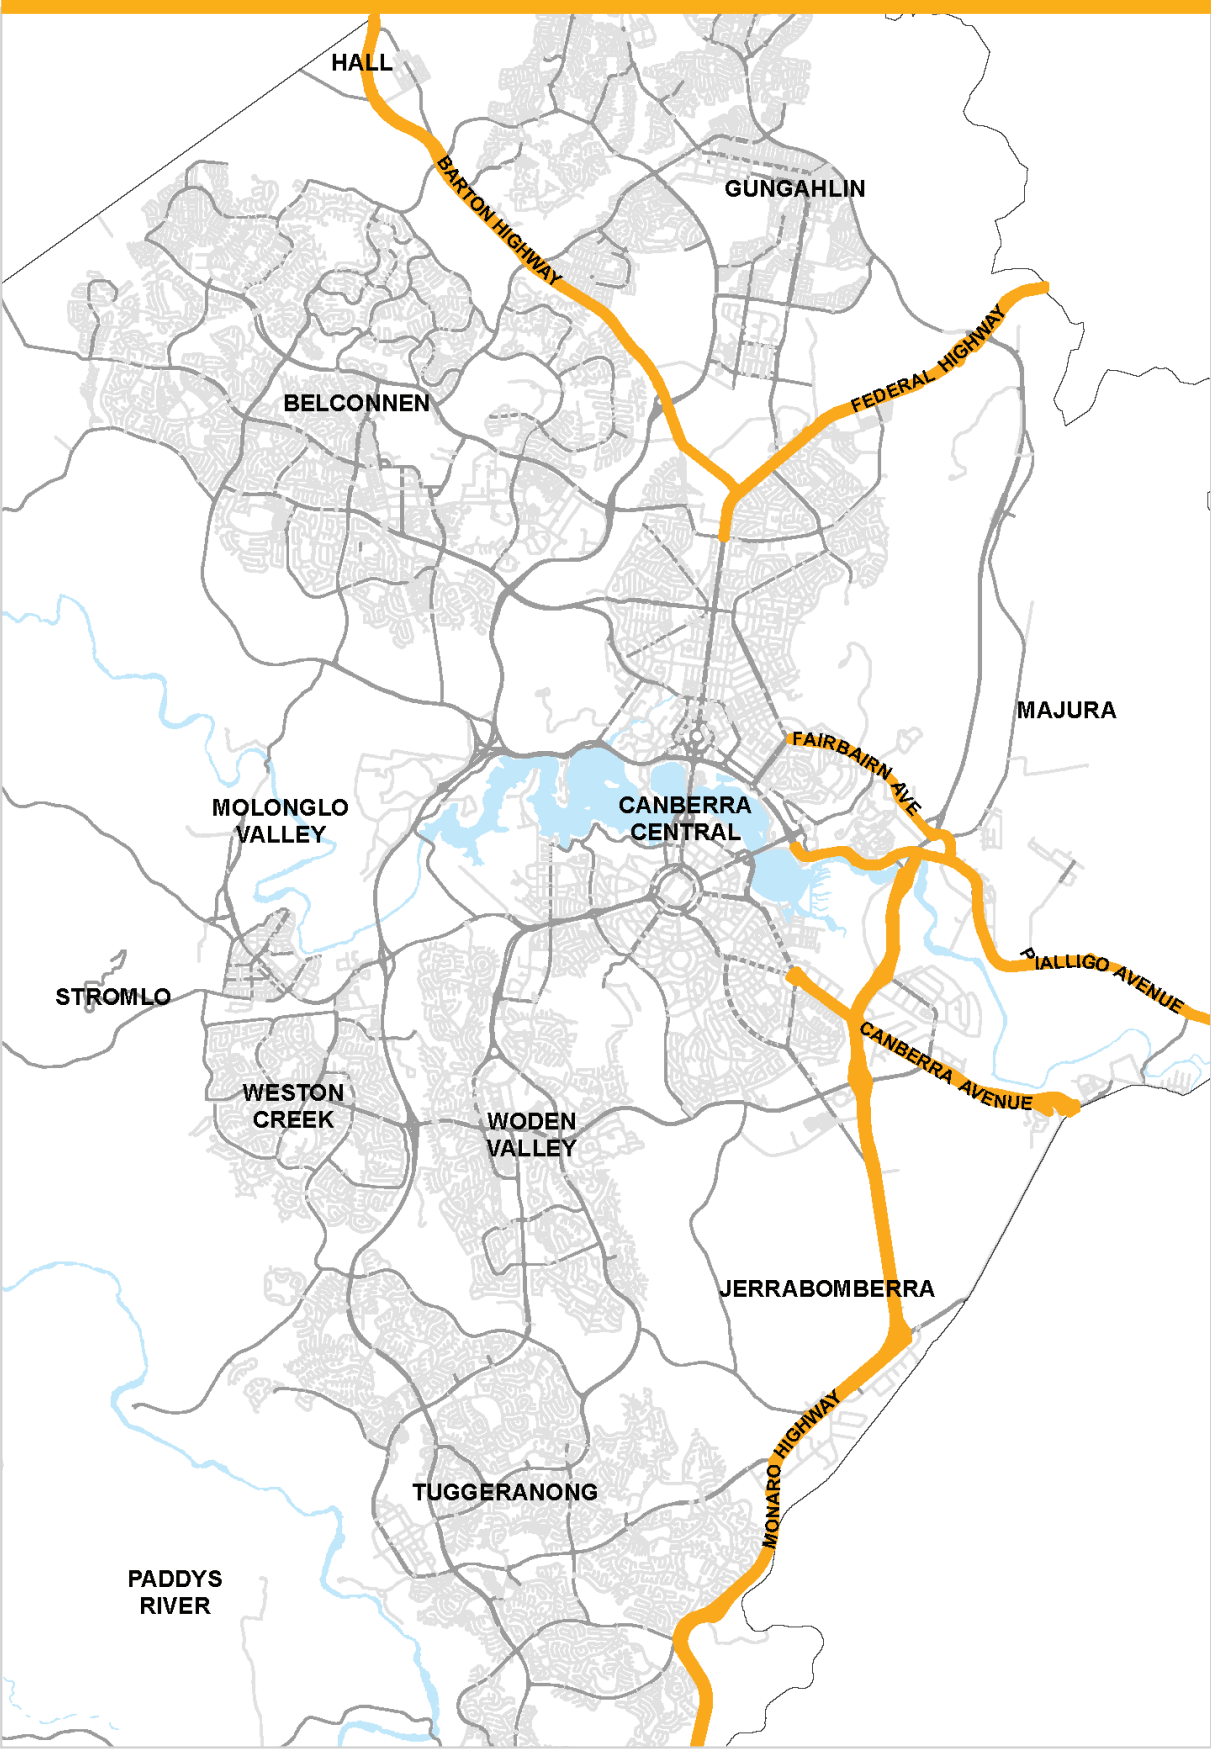 HALL
BARTON HIGHWAY
GUNGAHLIN
FEDERAL HIGHWAY
BELCONNEN
MAJURA
FAIRBAIRN AVE
MOLONGLO
VALLEY
CANBERRA
CENTRAL
PIALLIGO AVENUE
STROMLO
CANBERRA AVENUE
WESTON
CREEK
WODEN
VALLEY
JERRABOMBERRA
MONARO HIGHWAY
TUGGERANONG
PADDYS
RIVER